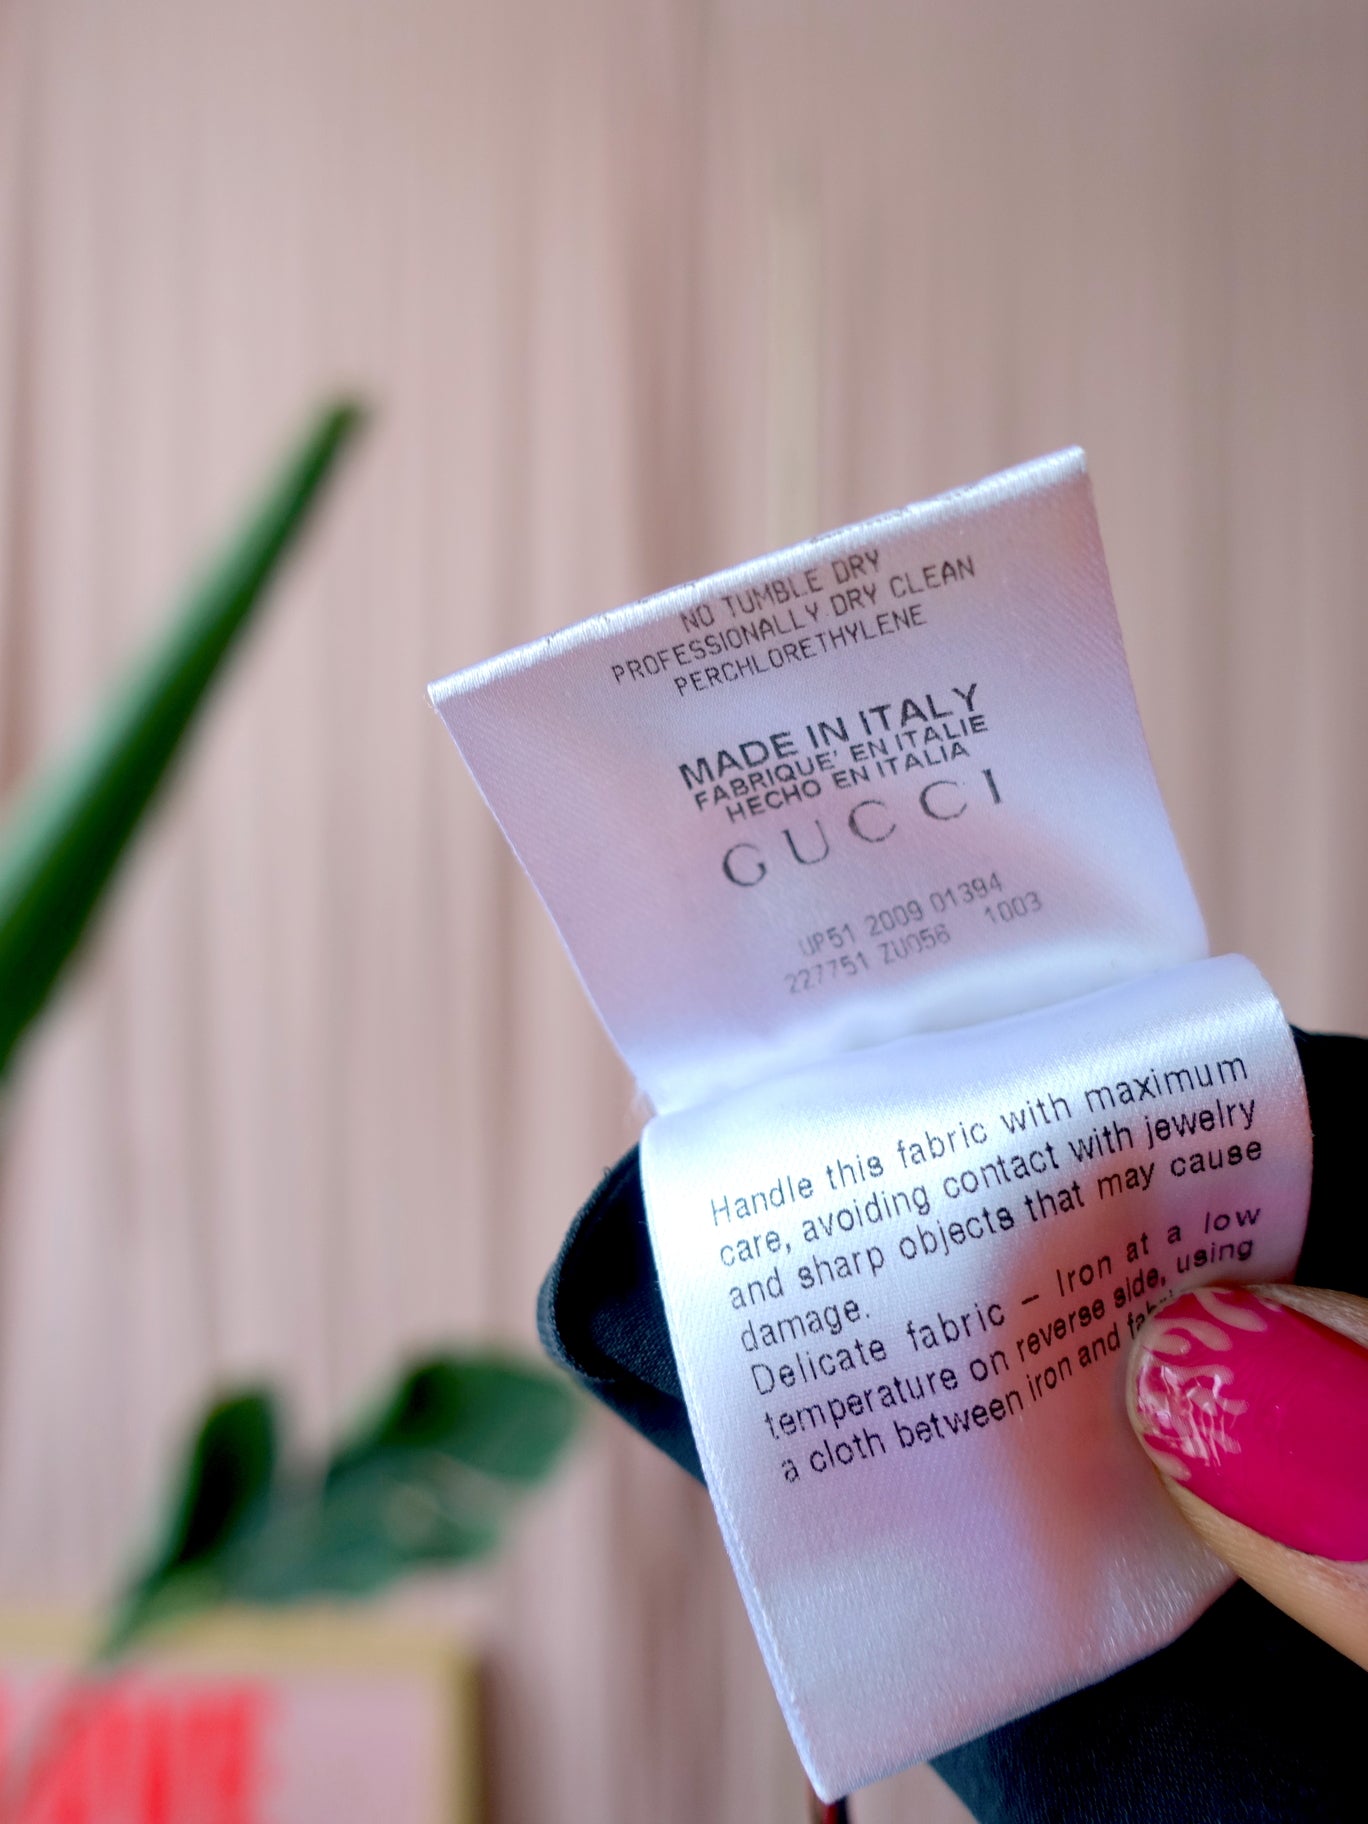 NO TUMBLE DRY
PROFESSIONALLY DRY CLEAN
PERCHLORETHYLENE
MADE IN ITALY
FABRIQUE' EN ITALIE
HECHO EN ITALIA
GUCCI
UP51 2009 01394
227751 ZU056 1003
Handle this fabric with maximum
care, avoiding contact with jewelry
and sharp objects that may cause
damage.
Delicate fabric – Iron at a low
temperature on reverse side, using
a cloth between iron and